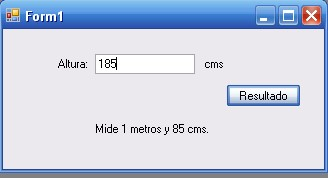 Form1
Altura: 185 cms
Resultado
Mide 1 metros y 85 cms.